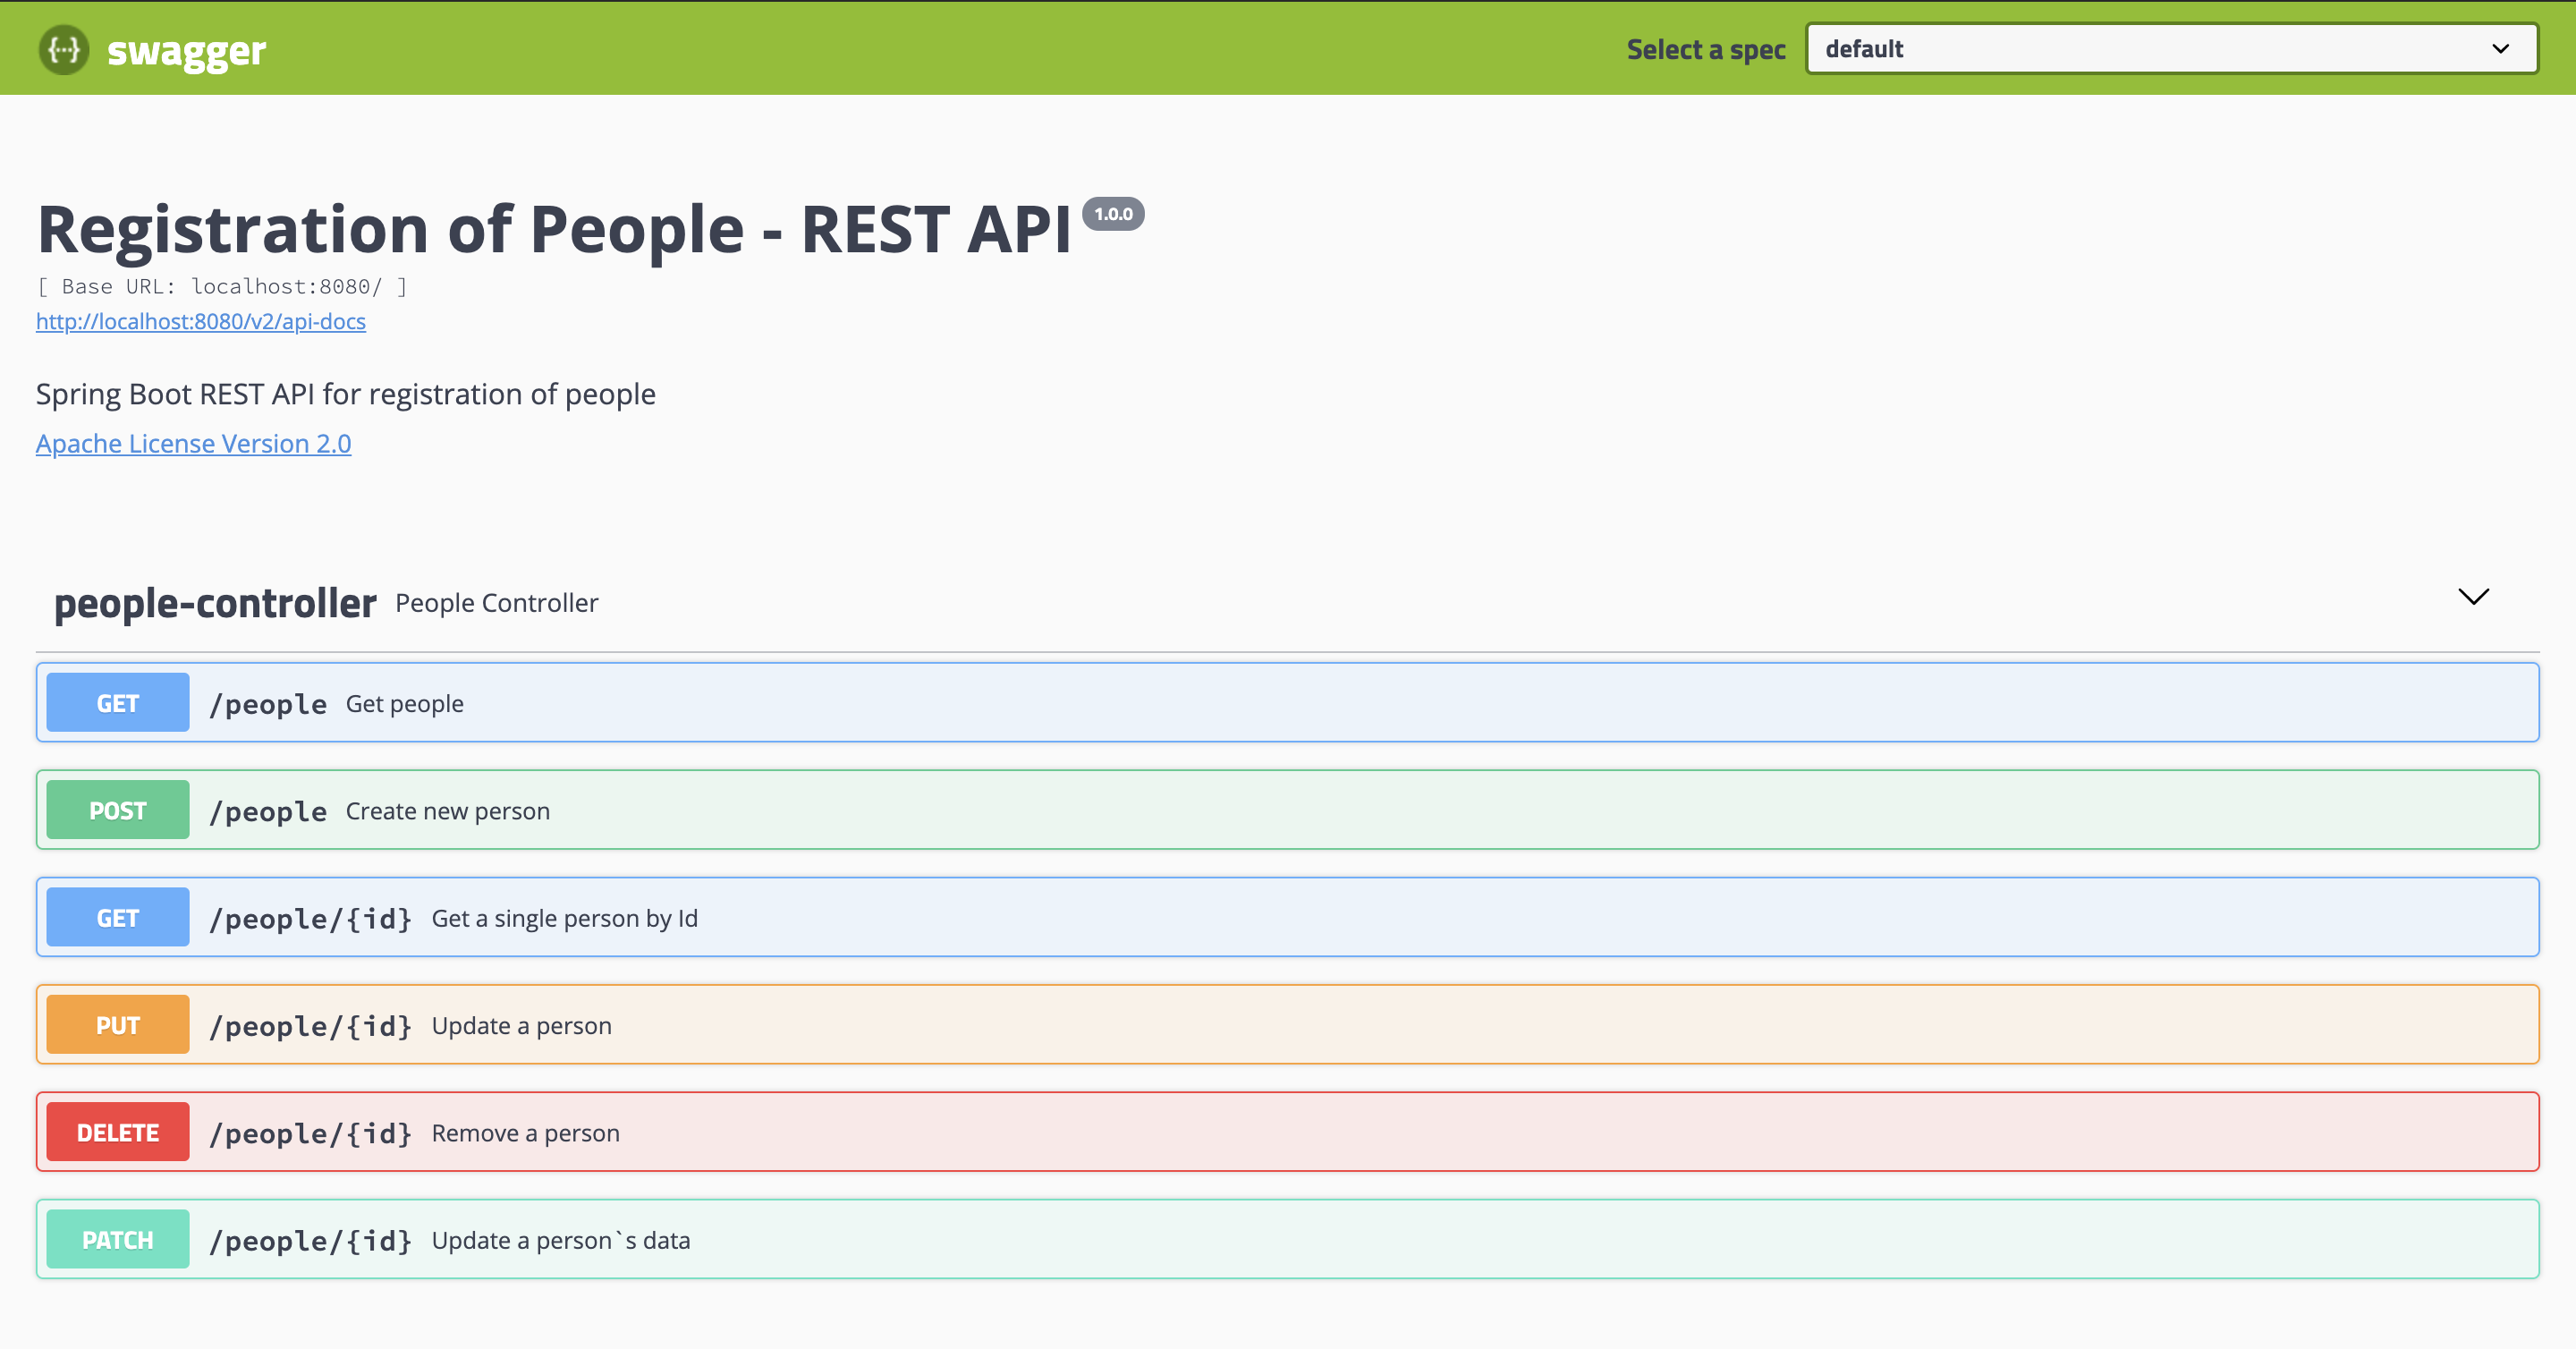 {···} swagger
Select a spec default
Registration of People - REST API 1.0.0
[ Base URL: localhost:8080/ ]
http://localhost:8080/v2/api-docs
Spring Boot REST API for registration of people
Apache License Version 2.0
people-controller People Controller
GET /people Get people
POST /people Create new person
GET /people/{id} Get a single person by Id
PUT /people/{id} Update a person
DELETE /people/{id} Remove a person
PATCH /people/{id} Update a person`s data